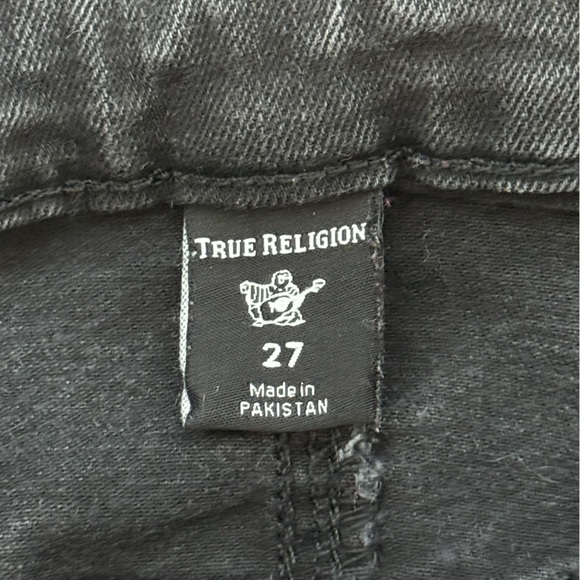 TRUE RELIGION
27
Made in
PAKISTAN